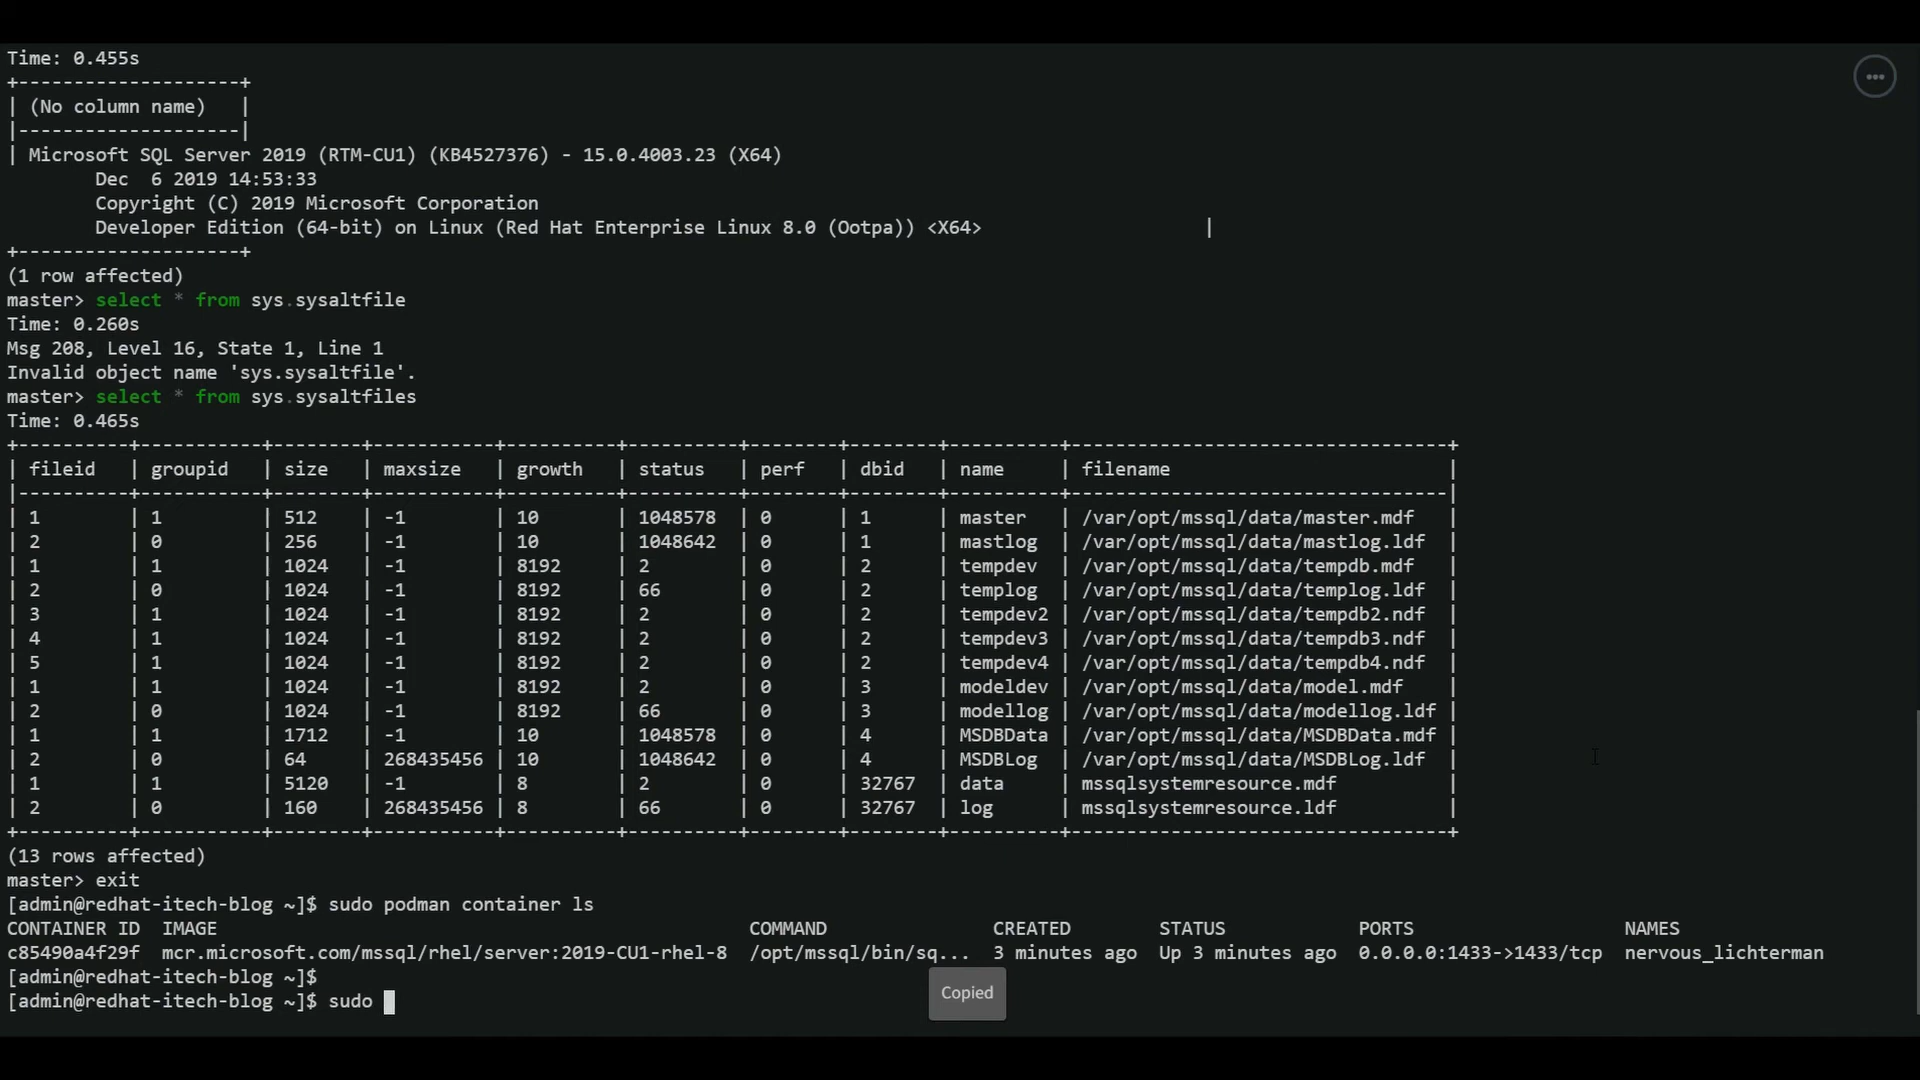 Time: 0.455s
+--------------------+
| (No column name)   |
|--------------------|
| Microsoft SQL Server 2019 (RTM-CU1) (KB4527376) - 15.0.4003.23 (X64)
        Dec  6 2019 14:53:33
        Copyright (C) 2019 Microsoft Corporation
        Developer Edition (64-bit) on Linux (Red Hat Enterprise Linux 8.0 (Ootpa)) <X64>                    |
+--------------------+
(1 row affected)
master> select * from sys.sysaltfile
Time: 0.260s
Msg 208, Level 16, State 1, Line 1
Invalid object name 'sys.sysaltfile'.
master> select * from sys.sysaltfiles
Time: 0.465s
+----------+-----------+--------+-----------+----------+----------+--------+--------+----------+----------------------------------+
| fileid   | groupid   | size   | maxsize   | growth   | status   | perf   | dbid   | name     | filename                         |
|----------+-----------+--------+-----------+----------+----------+--------+--------+----------+----------------------------------|
| 1        | 1         | 512    | -1        | 10       | 1048578  | 0      | 1      | master   | /var/opt/mssql/data/master.mdf   |
| 2        | 0         | 256    | -1        | 10       | 1048642  | 0      | 1      | mastlog  | /var/opt/mssql/data/mastlog.ldf  |
| 1        | 1         | 1024   | -1        | 8192     | 2        | 0      | 2      | tempdev  | /var/opt/mssql/data/tempdb.mdf   |
| 2        | 0         | 1024   | -1        | 8192     | 66       | 0      | 2      | templog  | /var/opt/mssql/data/templog.ldf  |
| 3        | 1         | 1024   | -1        | 8192     | 2        | 0      | 2      | tempdev2 | /var/opt/mssql/data/tempdb2.ndf  |
| 4        | 1         | 1024   | -1        | 8192     | 2        | 0      | 2      | tempdev3 | /var/opt/mssql/data/tempdb3.ndf  |
| 5        | 1         | 1024   | -1        | 8192     | 2        | 0      | 2      | tempdev4 | /var/opt/mssql/data/tempdb4.ndf  |
| 1        | 1         | 1024   | -1        | 8192     | 2        | 0      | 3      | modeldev | /var/opt/mssql/data/model.mdf    |
| 2        | 0         | 1024   | -1        | 8192     | 66       | 0      | 3      | modellog | /var/opt/mssql/data/modellog.ldf |
| 1        | 1         | 1712   | -1        | 10       | 1048578  | 0      | 4      | MSDBData | /var/opt/mssql/data/MSDBData.mdf |
| 2        | 0         | 64     | 268435456 | 10       | 1048642  | 0      | 4      | MSDBLog  | /var/opt/mssql/data/MSDBLog.ldf  |
| 1        | 1         | 5120   | -1        | 8        | 2        | 0      | 32767  | data     | mssqlsystemresource.mdf          |
| 2        | 0         | 160    | 268435456 | 8        | 66       | 0      | 32767  | log      | mssqlsystemresource.ldf          |
+----------+-----------+--------+-----------+----------+----------+--------+--------+----------+----------------------------------+
(13 rows affected)
master> exit
[admin@redhat-itech-blog ~]$ sudo podman container ls
CONTAINER ID  IMAGE                                                COMMAND               CREATED        STATUS            PORTS                   NAMES
c85490a4f29f  mcr.microsoft.com/mssql/rhel/server:2019-CU1-rhel-8  /opt/mssql/bin/sq...  3 minutes ago  Up 3 minutes ago  0.0.0.0:1433->1433/tcp  nervous_lichterman
[admin@redhat-itech-blog ~]$
[admin@redhat-itech-blog ~]$ sudo
Copied